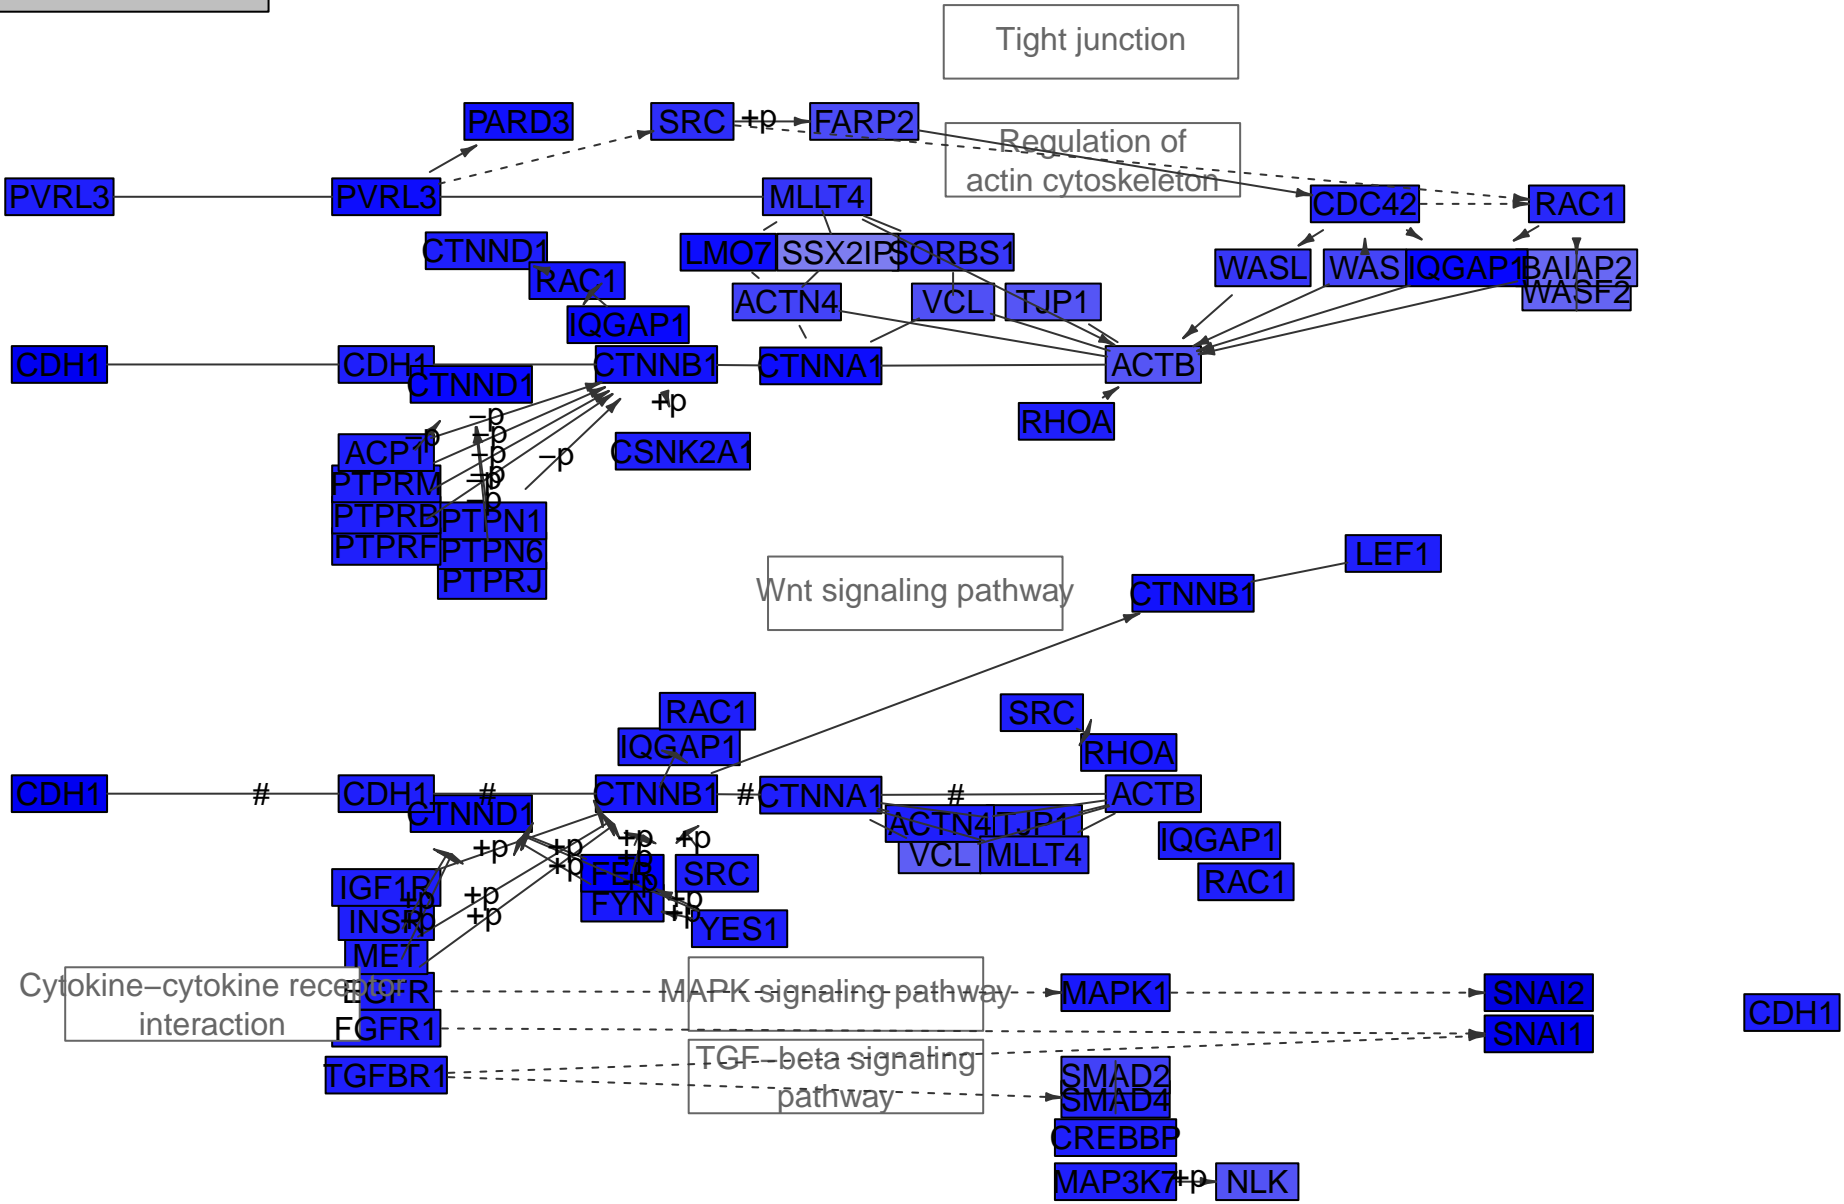 Tight junction
PARD3
SRC
+p
FARP2
Regulation of
actin cytoskeleton
PVRL3
PVRL3
MLLT4
CDC42
RAC1
CTNND1
LMO7
SSX2IP
SORBS1
WASL
WAS
IQGAP1
BAIAP2
RAC1
ACTN4
VCL
TJP1
WASF2
IQGAP1
CDH1
CDH1
CTNNB1
CTNNA1
ACTB
CTNND1
+p
RHOA
–p
–p
–p
ACP1
–p
–p
CSNK2A1
–p
PTPRM
–p
–p
PTPRB
PTPN1
PTPRF
PTPN6
LEF1
PTPRJ
Wnt signaling pathway
CTNNB1
RAC1
SRC
IQGAP1
RHOA
CDH1
#
CDH1
#
CTNNB1
#
CTNNA1
#
ACTB
CTNND1
ACTN4
TJP1
+p
+p
+p
+p
IQGAP1
+p
VCL
MLLT4
+p
FER
SRC
+p
RAC1
IGF1R
+p
+p
FYN
+p
INSR
+p
+p
+p
YES1
MET
Cytokine–cytokine receptor
interaction
EGFR
MAPK signaling pathway
MAPK1
SNAI2
CDH1
FGFR1
SNAI1
TGFBR1
TGF–beta signaling
pathway
SMAD2
SMAD4
CREBBP
MAP3K7
+p
NLK